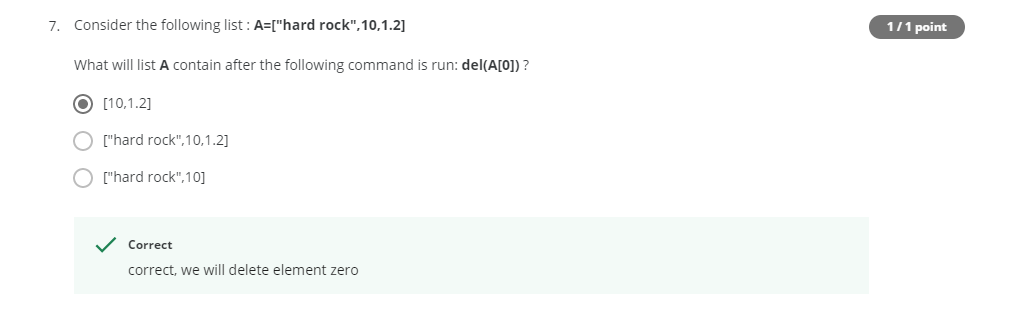 7. Consider the following list : A=["hard rock",10,1.2]
1 / 1 point
What will list A contain after the following command is run: del(A[0]) ?
[10,1.2]
["hard rock",10,1.2]
["hard rock",10]
Correct
correct, we will delete element zero